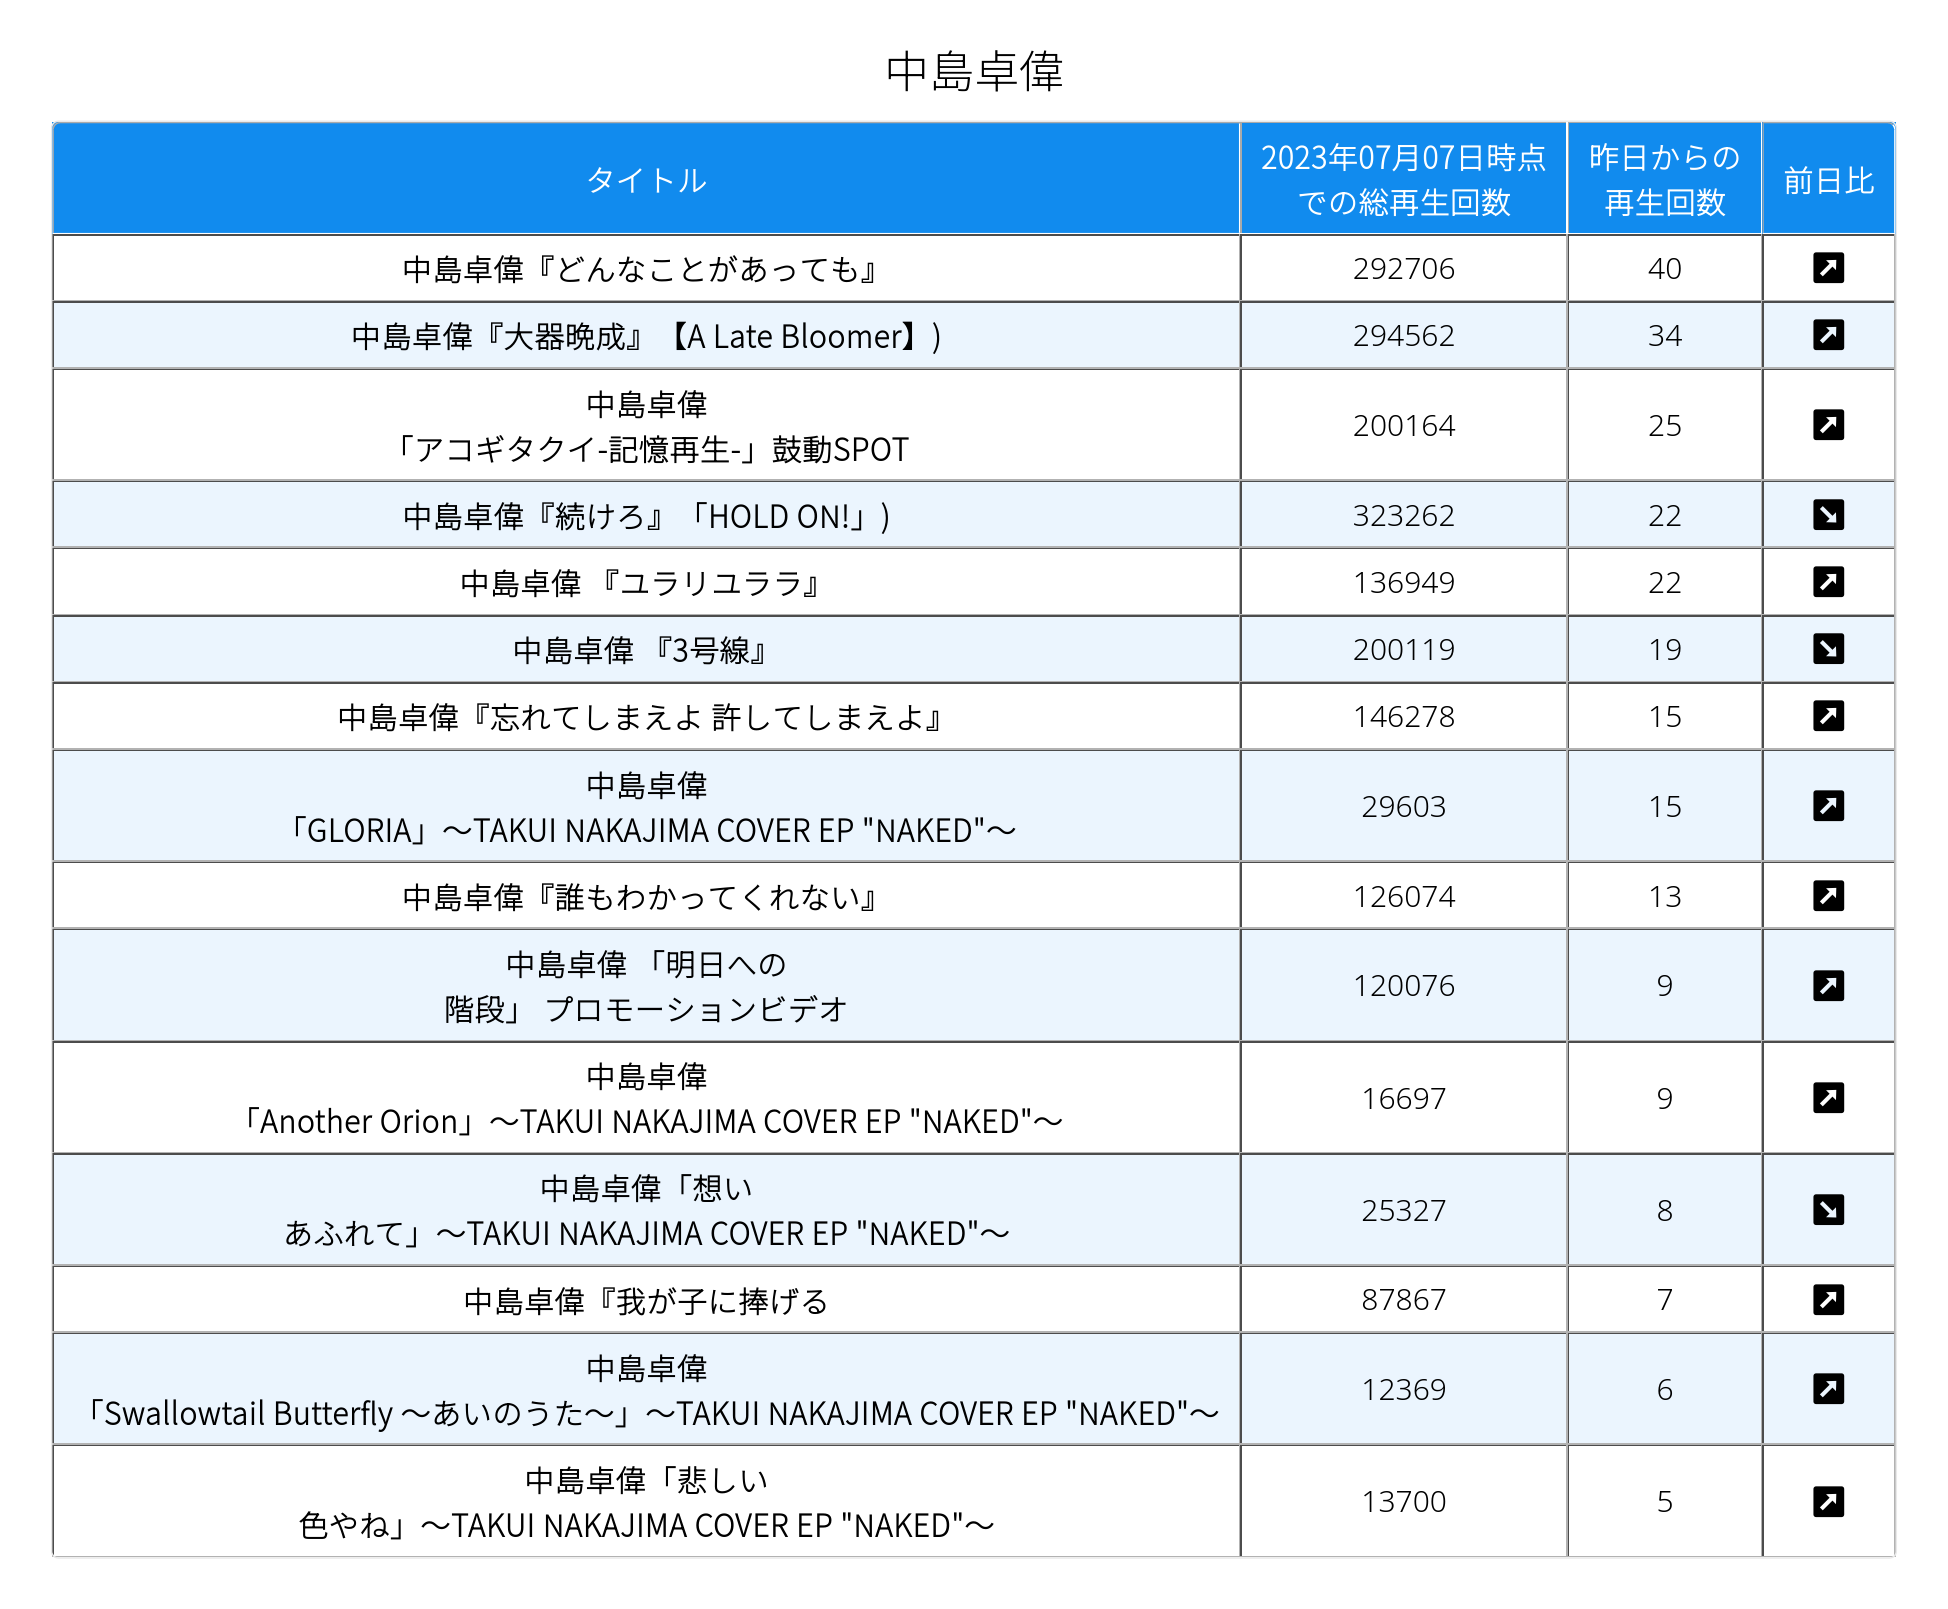 中島卓偉
タイトル
2023年07月07日時点
での総再生回数
昨日からの
再生回数
前日比
中島卓偉『どんなことがあっても』 292706 40
中島卓偉『大器晩成』【A Late Bloomer】) 294562 34
中島卓偉
「アコギタクイ-記憶再生-」鼓動SPOT 200164 25
中島卓偉『続けろ』「HOLD ON!」) 323262 22
中島卓偉 『ユラリユララ』 136949 22
中島卓偉 『3号線』 200119 19
中島卓偉『忘れてしまえよ 許してしまえよ』 146278 15
中島卓偉
「GLORIA」〜TAKUI NAKAJIMA COVER EP "NAKED"〜 29603 15
中島卓偉『誰もわかってくれない』 126074 13
中島卓偉 「明日への
階段」 プロモーションビデオ 120076 9
中島卓偉
「Another Orion」〜TAKUI NAKAJIMA COVER EP "NAKED"〜 16697 9
中島卓偉「想い
あふれて」〜TAKUI NAKAJIMA COVER EP "NAKED"〜 25327 8
中島卓偉『我が子に捧げる 87867 7
中島卓偉
「Swallowtail Butterfly 〜あいのうた〜」〜TAKUI NAKAJIMA COVER EP "NAKED"〜 12369 6
中島卓偉「悲しい
色やね」〜TAKUI NAKAJIMA COVER EP "NAKED"〜 13700 5